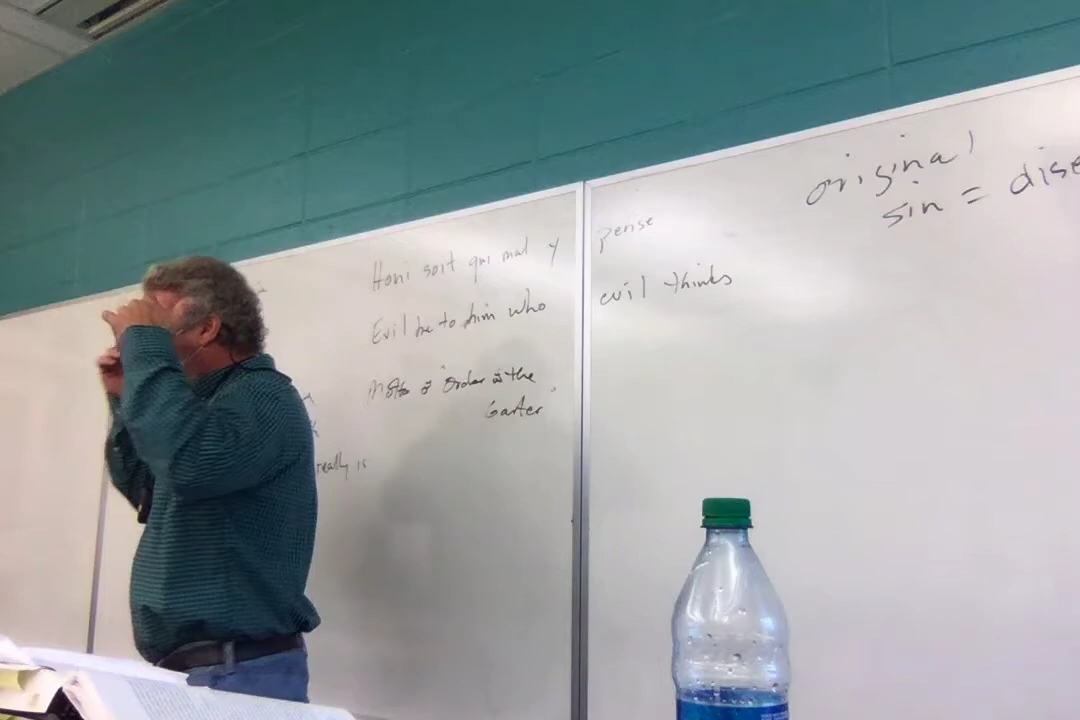 Honi soit qui mal y pense
Evil be to him who evil thinks
Motto of "Order of the
Garter"
really is
original
sin = dise